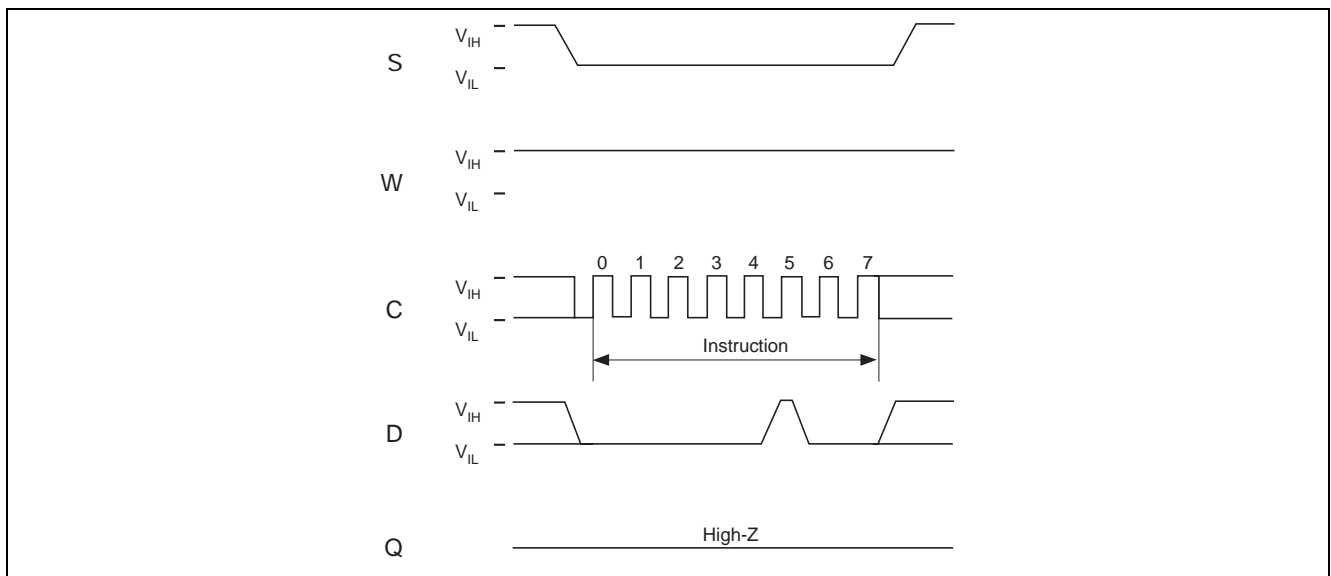 S
V_IH
V_IL
W
V_IH
V_IL
C
V_IH
V_IL
0 1 2 3 4 5 6 7
Instruction
D
V_IH
V_IL
Q
High-Z